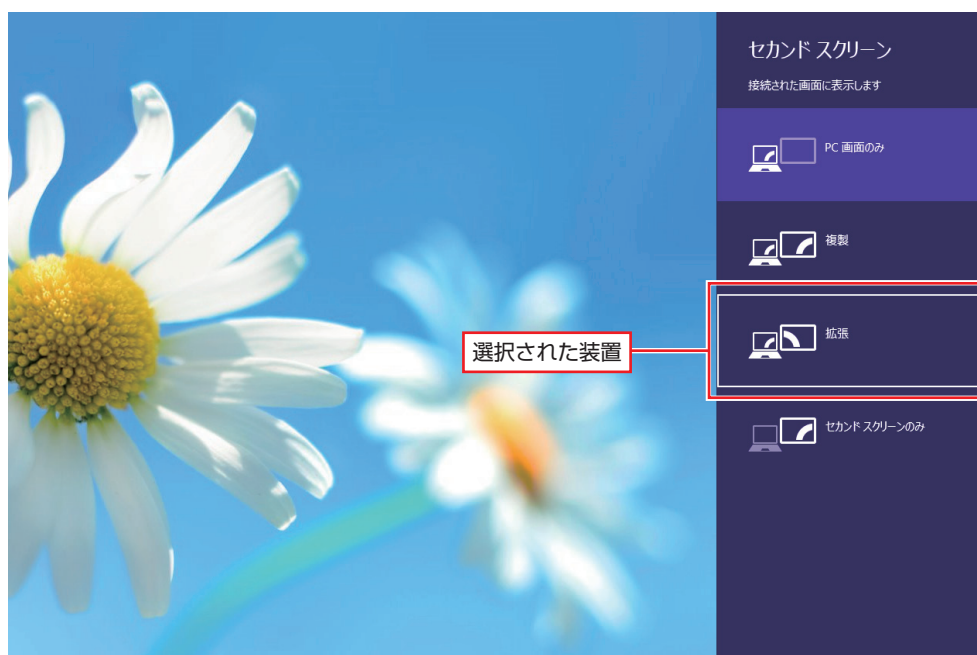 セカンド スクリーン
接続された画面に表示します
PC 画面のみ
複製
拡張
選択された装置
セカンド スクリーンのみ